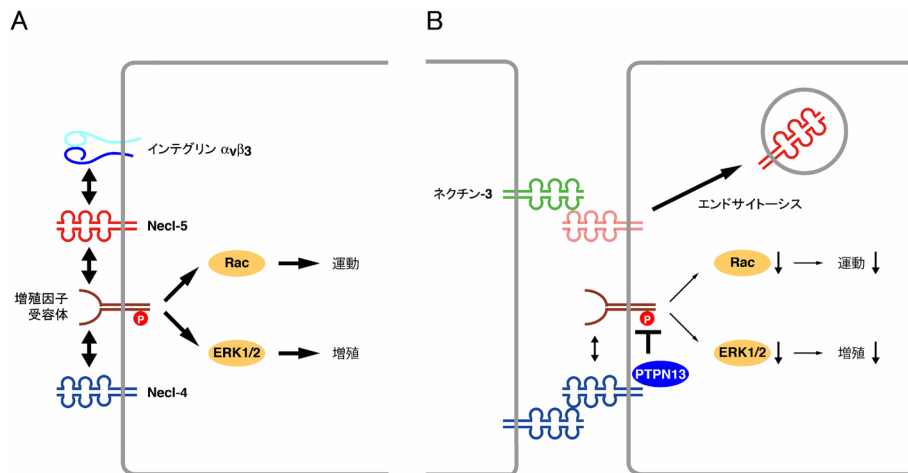 A
インテグリン αvβ3
Necl-5
Rac
運動
増殖因子
受容体
P
ERK1/2
増殖
Necl-4
B
ネクチン-3
エンドサイトーシス
Rac
運動
P
ERK1/2
増殖
PTPN13